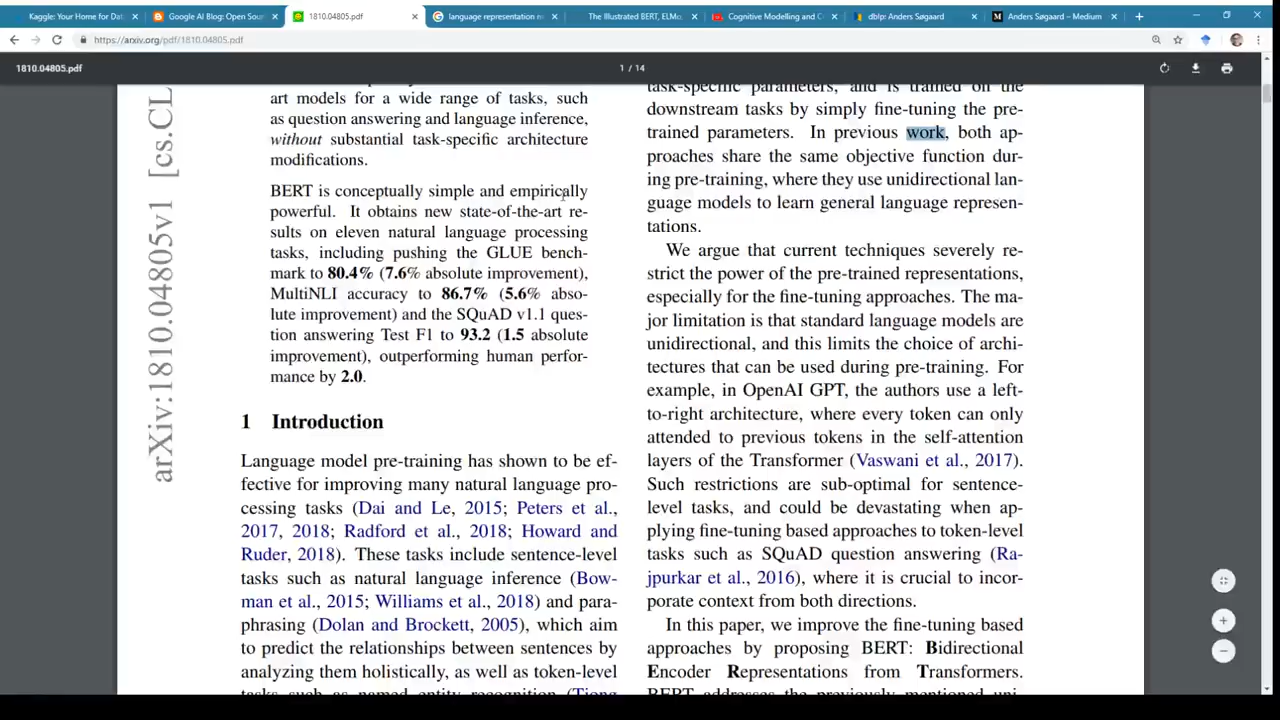 Kaggle: Your Home for Dat
Google AI Blog: Open Sour
1810.04805.pdf
language representation m
The Illustrated BERT, ELMo
Cognitive Modelling and C
dblp: Anders Søgaard
Anders Søgaard – Medium
https://arxiv.org/pdf/1810.04805.pdf
1810.04805.pdf
1 / 14
arXiv:1810.04805v1 [cs.CL
art models for a wide range of tasks, such
as question answering and language inference,
without substantial task-specific architecture
modifications.
BERT is conceptually simple and empirically
powerful. It obtains new state-of-the-art re-
sults on eleven natural language processing
tasks, including pushing the GLUE bench-
mark to 80.4% (7.6% absolute improvement),
MultiNLI accuracy to 86.7% (5.6% abso-
lute improvement) and the SQuAD v1.1 ques-
tion answering Test F1 to 93.2 (1.5 absolute
improvement), outperforming human perfor-
mance by 2.0.
1 Introduction
Language model pre-training has shown to be ef-
fective for improving many natural language pro-
cessing tasks (Dai and Le, 2015; Peters et al.,
2017, 2018; Radford et al., 2018; Howard and
Ruder, 2018). These tasks include sentence-level
tasks such as natural language inference (Bow-
man et al., 2015; Williams et al., 2018) and para-
phrasing (Dolan and Brockett, 2005), which aim
to predict the relationships between sentences by
analyzing them holistically, as well as token-level
tasks such as named entity recognition (Tjong
task-specific parameters, and is trained on the
downstream tasks by simply fine-tuning the pre-
trained parameters. In previous work, both ap-
proaches share the same objective function dur-
ing pre-training, where they use unidirectional lan-
guage models to learn general language represen-
tations.
We argue that current techniques severely re-
strict the power of the pre-trained representations,
especially for the fine-tuning approaches. The ma-
jor limitation is that standard language models are
unidirectional, and this limits the choice of archi-
tectures that can be used during pre-training. For
example, in OpenAI GPT, the authors use a left-
to-right architecture, where every token can only
attended to previous tokens in the self-attention
layers of the Transformer (Vaswani et al., 2017).
Such restrictions are sub-optimal for sentence-
level tasks, and could be devastating when ap-
plying fine-tuning based approaches to token-level
tasks such as SQuAD question answering (Ra-
jpurkar et al., 2016), where it is crucial to incor-
porate context from both directions.
In this paper, we improve the fine-tuning based
approaches by proposing BERT: Bidirectional
Encoder Representations from Transformers.
BERT addresses the previously mentioned uni-